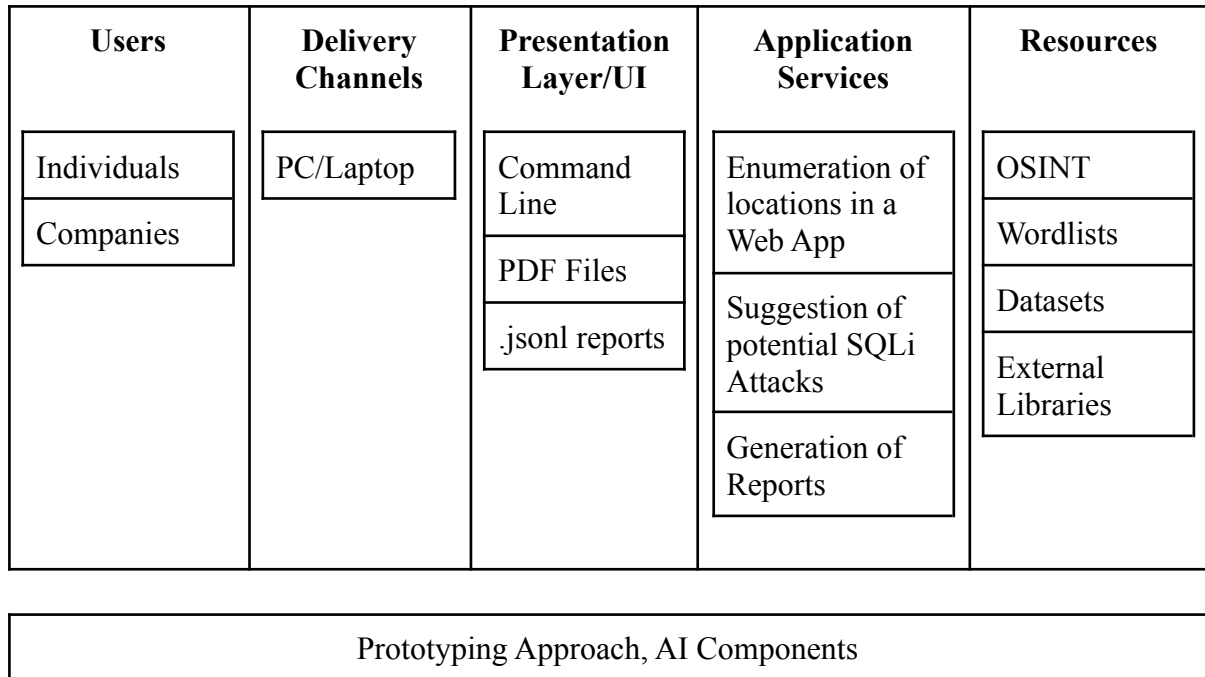 Users
Delivery
Channels
Presentation
Layer/UI
Application
Services
Resources
Individuals
Companies
PC/Laptop
Command
Line
PDF Files
.jsonl reports
Enumeration of
locations in a
Web App
Suggestion of
potential SQLi
Attacks
Generation of
Reports
OSINT
Wordlists
Datasets
External
Libraries
Prototyping Approach, AI Components